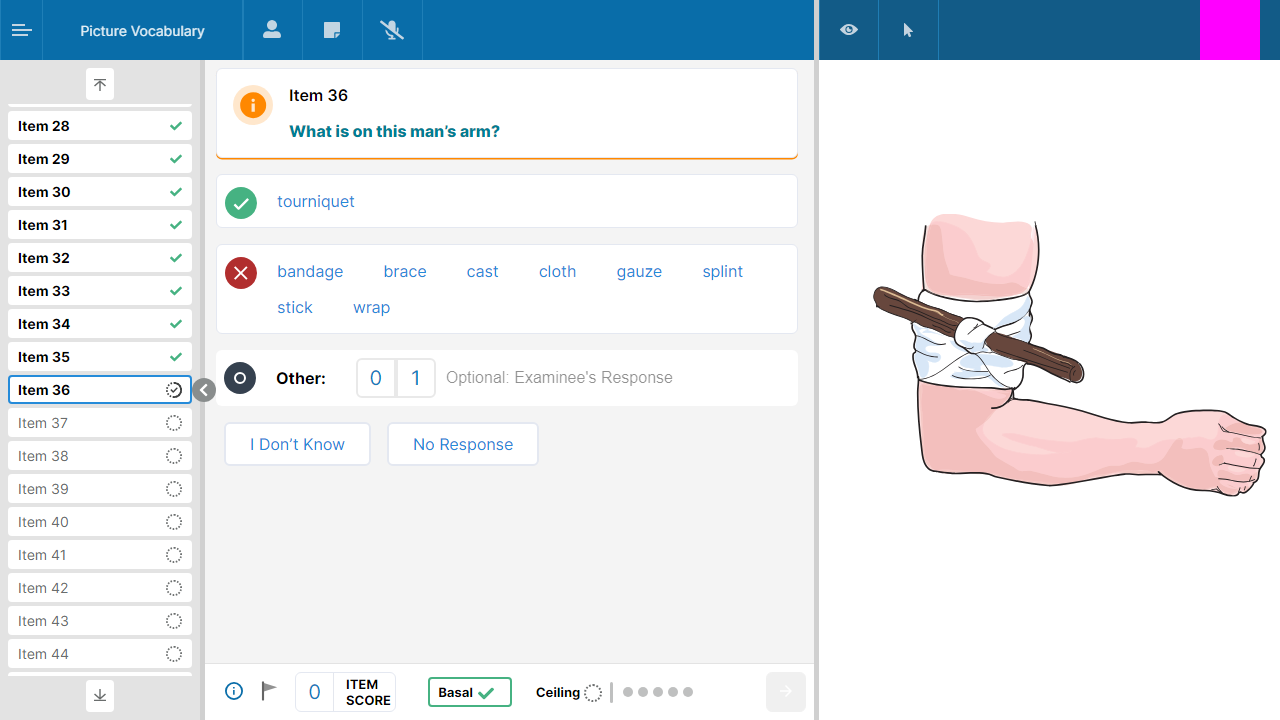 Picture Vocabulary
Item 28
Item 29
Item 30
Item 31
Item 32
Item 33
Item 34
Item 35
Item 36
Item 37
Item 38
Item 39
Item 40
Item 41
Item 42
Item 43
Item 44
Item 36
What is on this man’s arm?
tourniquet
bandage brace cast cloth gauze splint
stick wrap
Other: 0 1 Optional: Examinee's Response
I Don’t Know No Response
0 ITEM SCORE Basal Ceiling